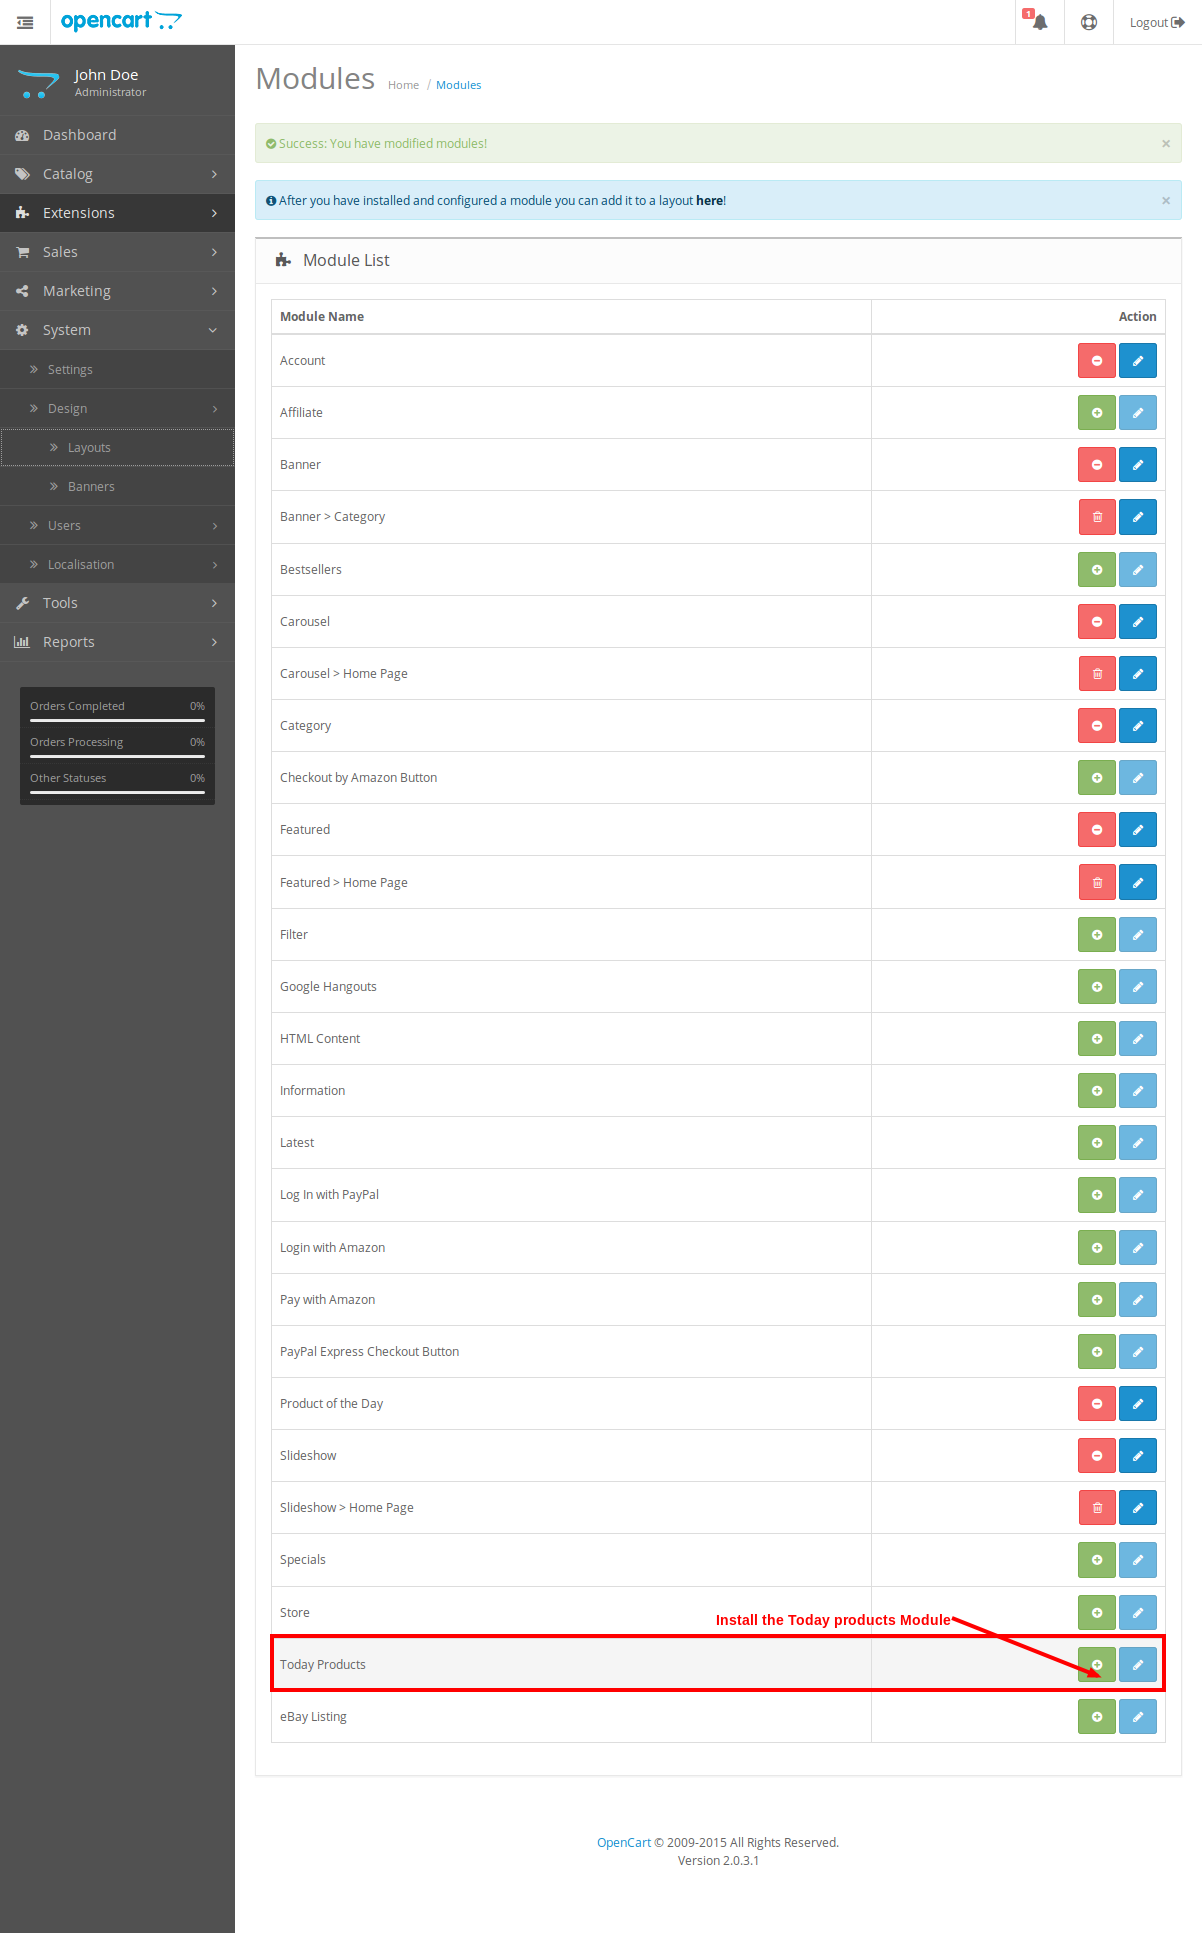 opencart
1
Logout
John Doe
Administrator
Dashboard
Catalog
Extensions
Sales
Marketing
System
Settings
Design
Layouts
Banners
Users
Localisation
Tools
Reports
Orders Completed 0%
Orders Processing 0%
Other Statuses 0%
Modules Home / Modules
Success: You have modified modules! ×
After you have installed and configured a module you can add it to a layout here! ×
Module List
Module Name Action
Account
Affiliate
Banner
Banner > Category
Bestsellers
Carousel
Carousel > Home Page
Category
Checkout by Amazon Button
Featured
Featured > Home Page
Filter
Google Hangouts
HTML Content
Information
Latest
Log In with PayPal
Login with Amazon
Pay with Amazon
PayPal Express Checkout Button
Product of the Day
Slideshow
Slideshow > Home Page
Specials
Store
Install the Today products Module
Today Products
eBay Listing
OpenCart © 2009-2015 All Rights Reserved.
Version 2.0.3.1